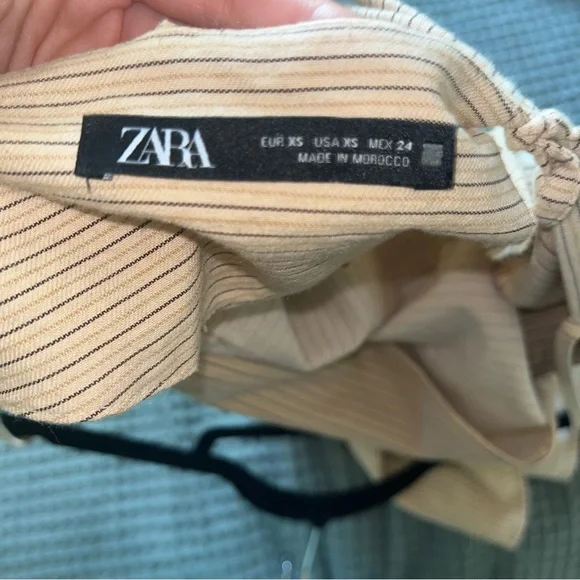 ZARA
EUR XS USA XS MEX 24
MADE IN MOROCCO